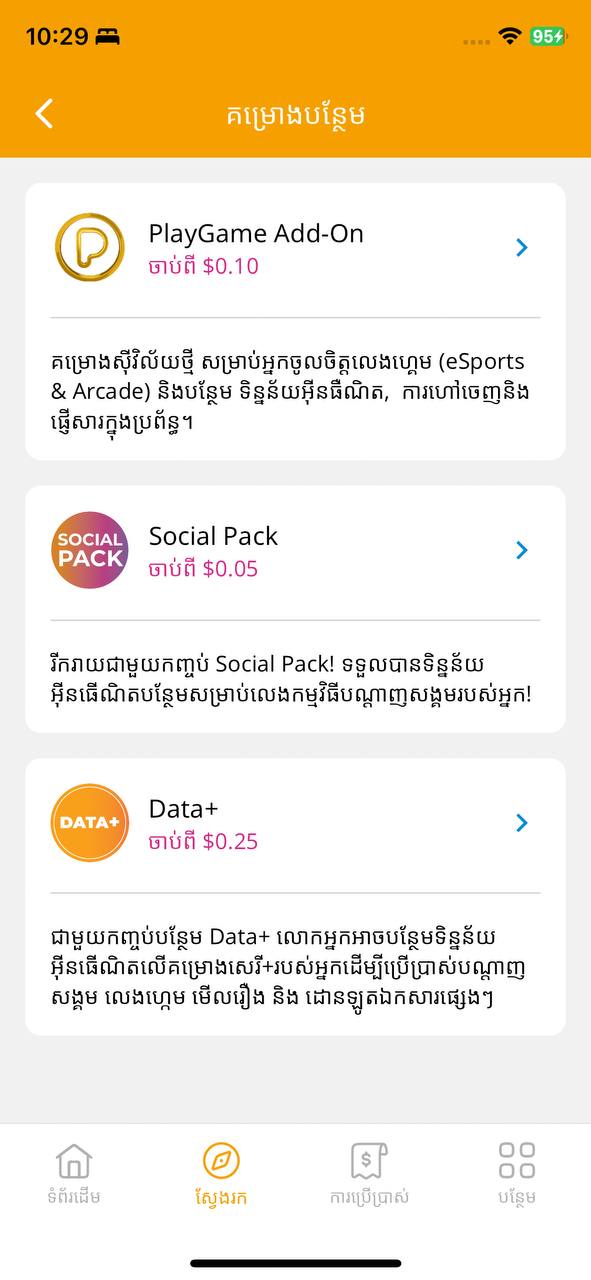 10:29
95
គម្រោងបន្ថែម
PlayGame Add-On
ចាប់ពី $0.10
គម្រោងស៊ីវិល័យថ្មី សម្រាប់អ្នកចូលចិត្តលេងហ្គេម (eSports
& Arcade) និងបន្ថែម ទិន្នន័យអ៊ីនធឺណិត, ការហៅចេញនិង
ផ្ញើសារក្នុងប្រព័ន្ធ។
SOCIAL
PACK
Social Pack
ចាប់ពី $0.05
រីករាយជាមួយកញ្ចប់ Social Pack! ទទួលបានទិន្នន័យ
អ៊ីនធើណិតបន្ថែមសម្រាប់លេងកម្មវិធីបណ្តាញសង្គមរបស់អ្នក!
DATA+
Data+
ចាប់ពី $0.25
ជាមួយកញ្ចប់បន្ថែម Data+ លោកអ្នកអាចបន្ថែមទិន្នន័យ
អ៊ីនធើណិតលើគម្រោងសេរី+របស់អ្នកដើម្បីប្រើប្រាស់បណ្តាញ
សង្គម លេងហ្គេម មើលរឿង និង ដោនឡូតឯកសារផ្សេងៗ
ទំព័រដើម
ស្វែងរក
ការប្រើប្រាស់
បន្ថែម